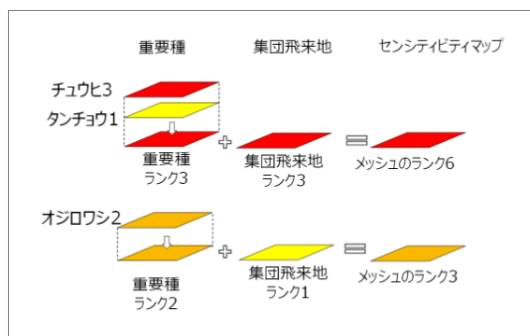 重要種 集団飛来地 センシティビティマップ
チュウヒ3
タンチョウ1
重要種 集団飛来地 メッシュのランク6
ランク3 ランク3
オジロワシ2
重要種 集団飛来地 メッシュのランク3
ランク2 ランク1